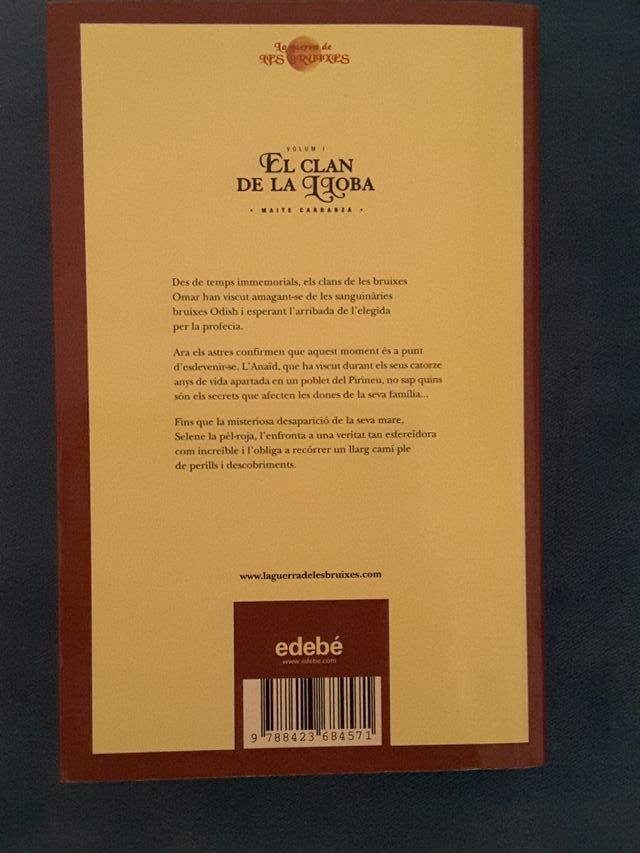 La guerra de
LES BRUIXES
VOLUM I
EL CLAN
DE LA LLOBA
• MAITE CARRANZA •
Des de temps immemorials, els clans de les bruixes
Omar han viscut amagant-se de les sanguinàries
bruixes Odish i esperant l'arribada de l'elegida
per la profecia.
Ara els astres confirmen que aquest moment és a punt
d'esdevenir-se. L'Anaïd, que ha viscut durant els seus catorze
anys de vida apartada en un poblet del Pirineu, no sap quins
són els secrets que afecten les dones de la seva família...
Fins que la misteriosa desaparició de la seva mare,
Selene la pèl-roja, l'enfronta a una veritat tan esfereïdora
com increïble i l'obliga a recórrer un llarg camí ple
de perills i descobriments.
www.laguerradelesbruixes.com
edebé
www.edebe.com
9 788423 684571